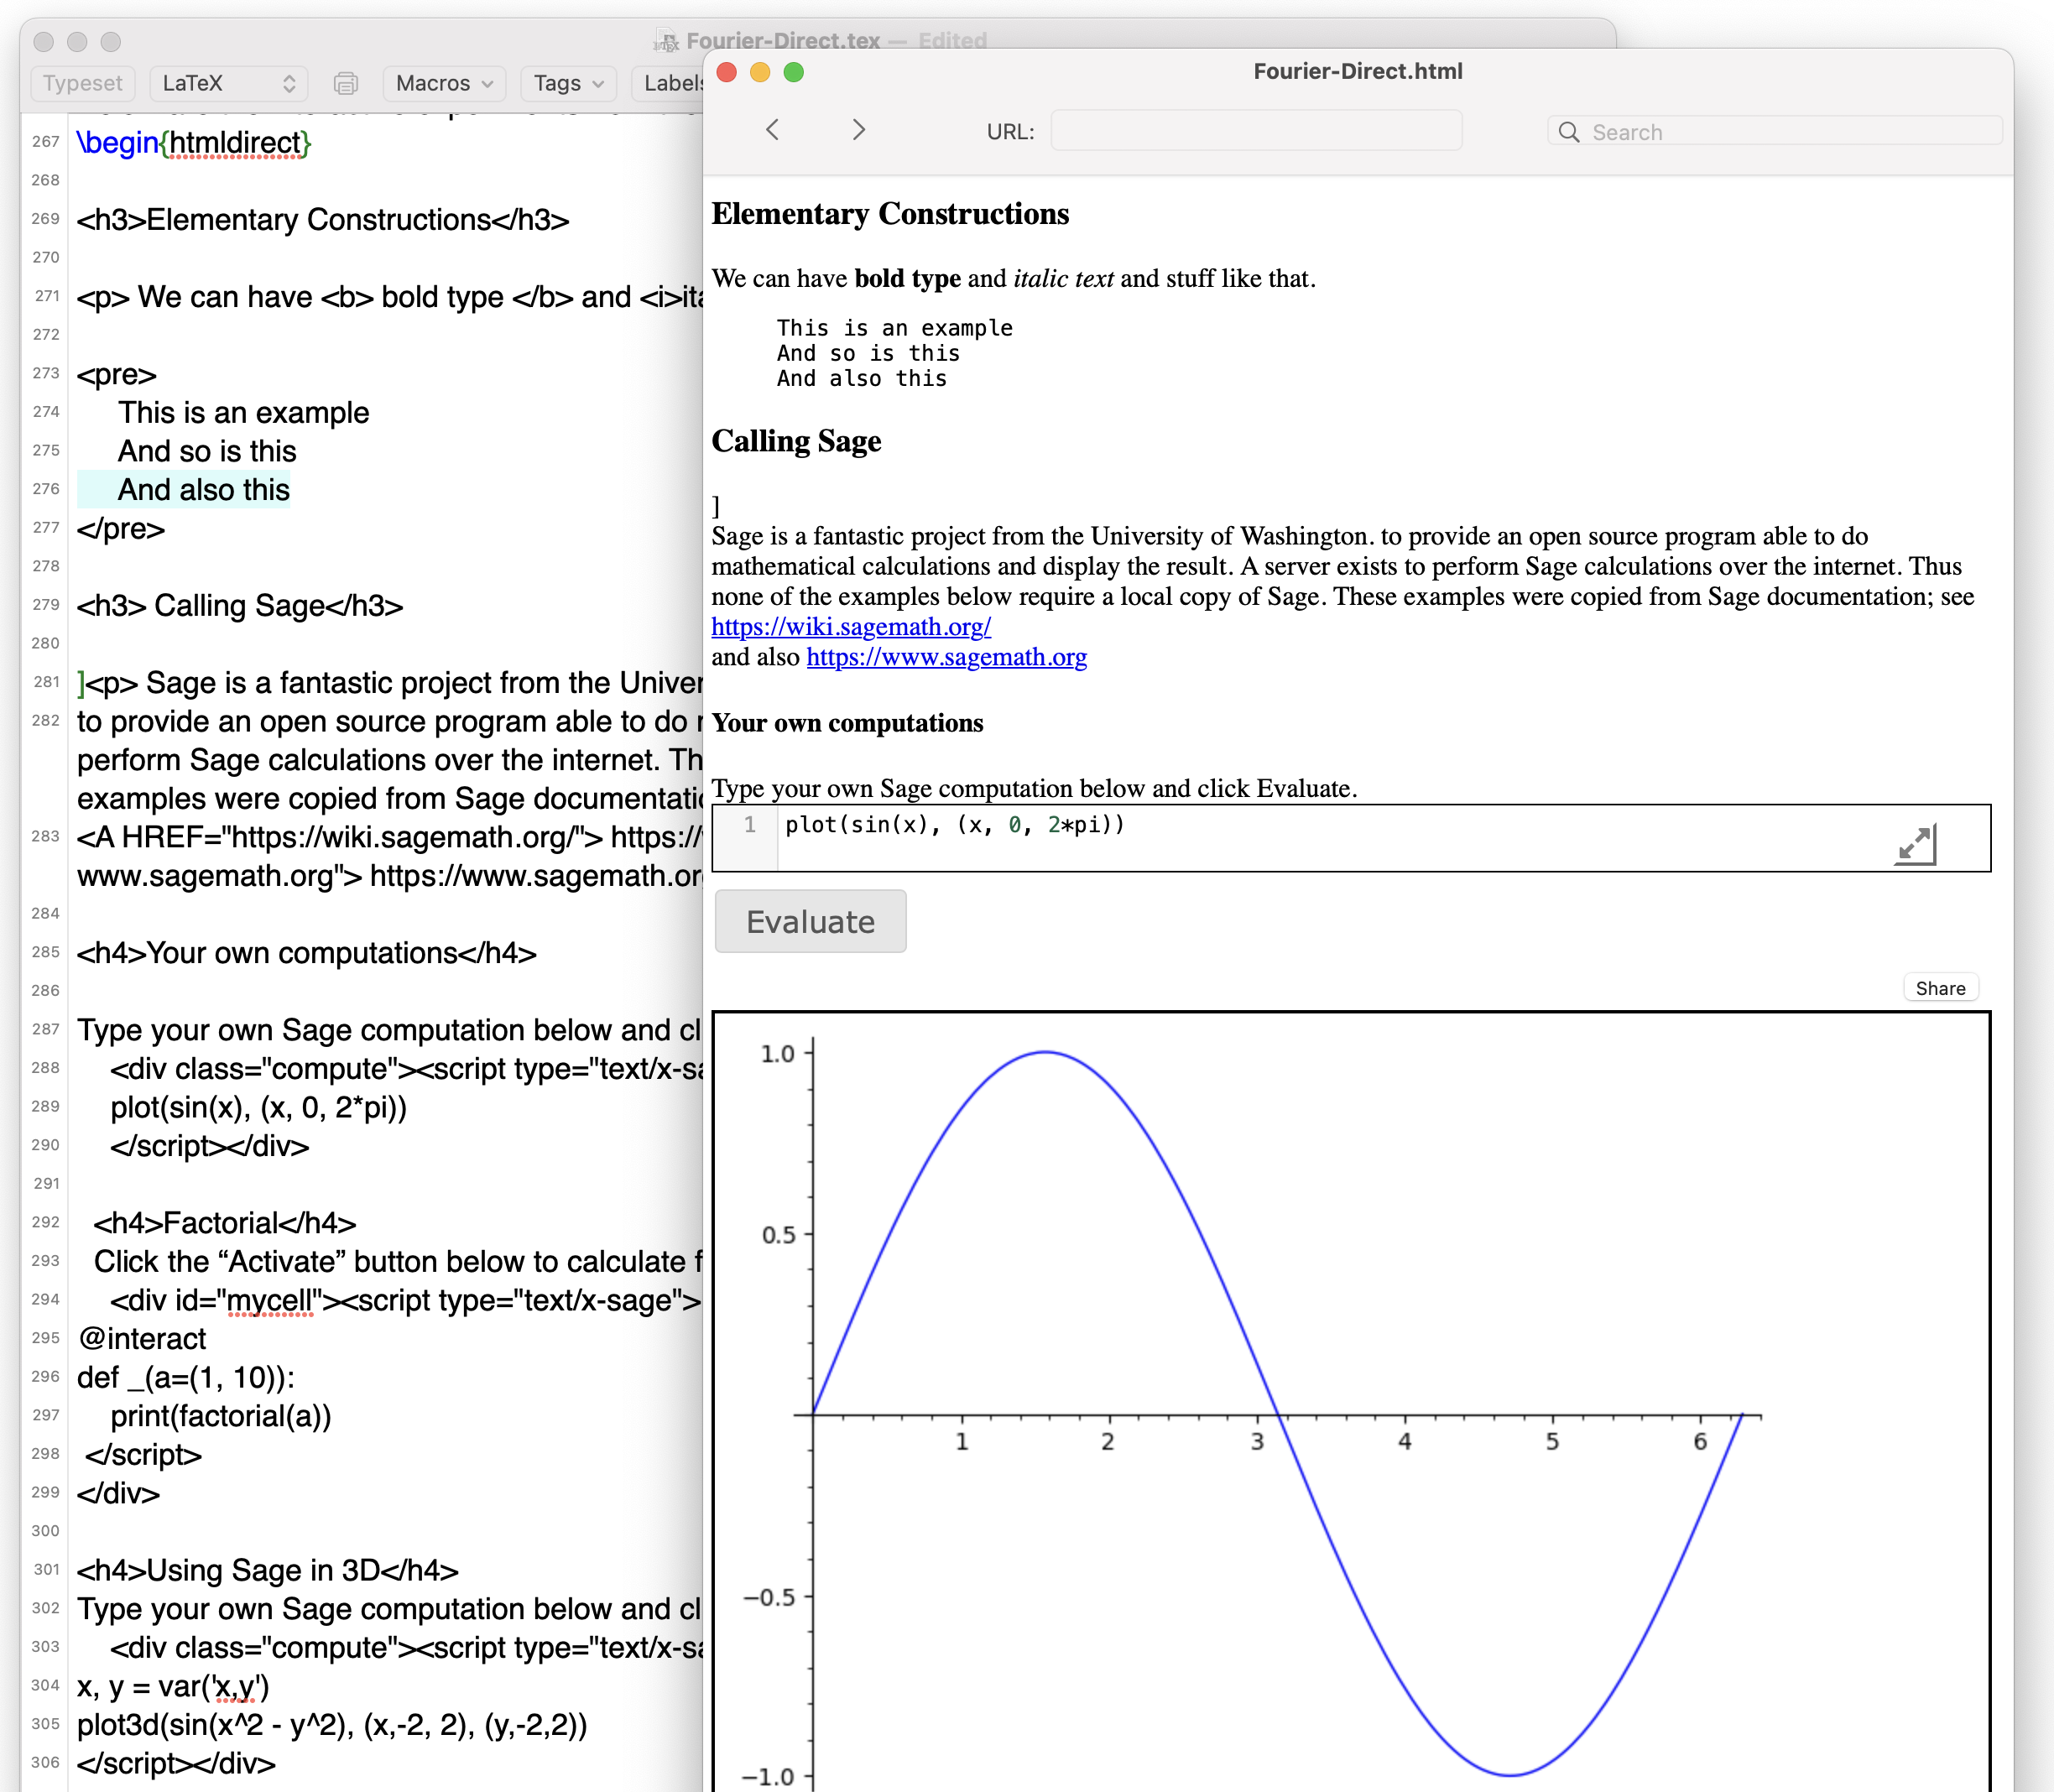 Fourier-Direct.tex — Edited
Typeset
LaTeX
Macros
Tags
Labels
267 \begin{htmldirect}
268
269 <h3>Elementary Constructions</h3>
270
271 <p> We can have <b> bold type </b> and <i>ita
272
273 <pre>
274 This is an example
275 And so is this
276 And also this
277 </pre>
278
279 <h3> Calling Sage</h3>
280
281 ]<p> Sage is a fantastic project from the Univer
282 to provide an open source program able to do
perform Sage calculations over the internet. Th
examples were copied from Sage documentatio
283 <A HREF="https://wiki.sagemath.org/"> https://
www.sagemath.org"> https://www.sagemath.or
284
285 <h4>Your own computations</h4>
286
287 Type your own Sage computation below and cl
288 <div class="compute"><script type="text/x-sa
289 plot(sin(x), (x, 0, 2*pi))
290 </script></div>
291
292 <h4>Factorial</h4>
293 Click the “Activate” button below to calculate f
294 <div id="mycell"><script type="text/x-sage">
295 @interact
296 def _(a=(1, 10)):
297 print(factorial(a))
298 </script>
299 </div>
300
301 <h4>Using Sage in 3D</h4>
302 Type your own Sage computation below and cl
303 <div class="compute"><script type="text/x-sa
304 x, y = var('x,y')
305 plot3d(sin(x^2 - y^2), (x,-2, 2), (y,-2,2))
306 </script></div>
Fourier-Direct.html
URL:
Search
Elementary Constructions
We can have bold type and italic text and stuff like that.
This is an example
And so is this
And also this
Calling Sage
]
Sage is a fantastic project from the University of Washington. to provide an open source program able to do
mathematical calculations and display the result. A server exists to perform Sage calculations over the internet. Thus
none of the examples below require a local copy of Sage. These examples were copied from Sage documentation; see
https://wiki.sagemath.org/
and also https://www.sagemath.org
Your own computations
Type your own Sage computation below and click Evaluate.
1 plot(sin(x), (x, 0, 2*pi))
Evaluate
Share
1.0
0.5
1 2 3 4 5 6
−0.5
−1.0